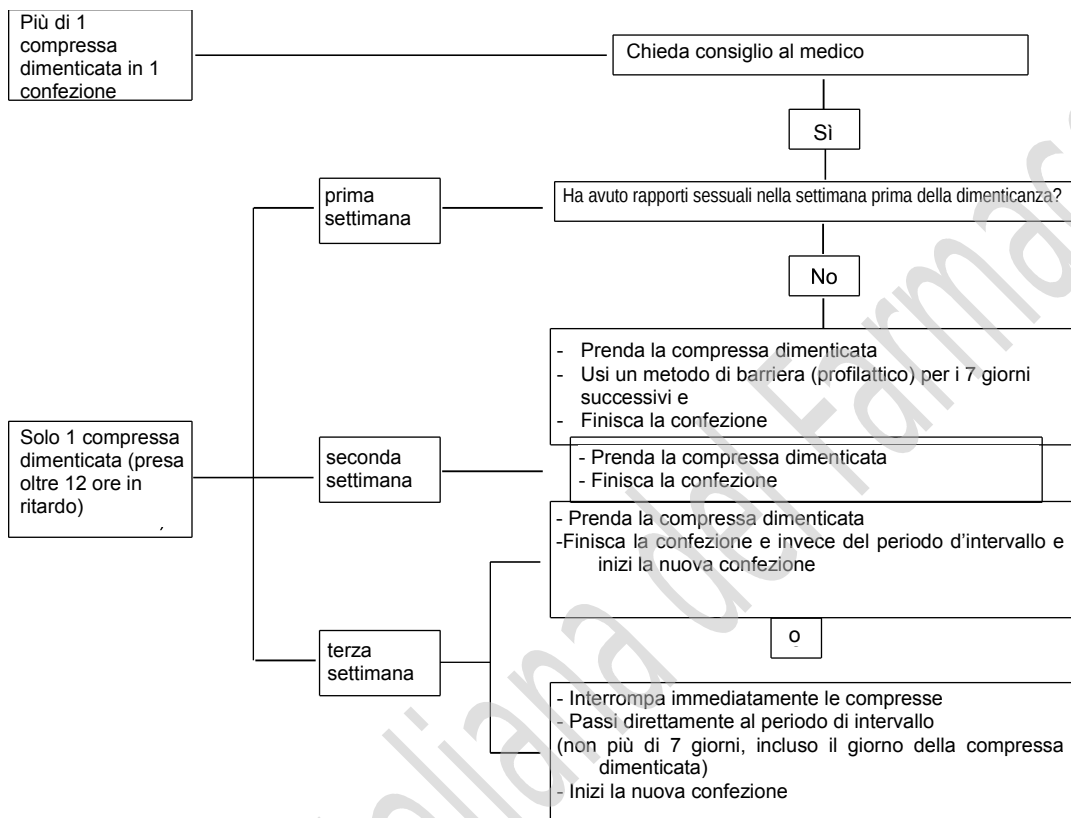 Più di 1
compressa
dimenticata in 1
confezione
Chieda consiglio al medico
Sì
prima
settimana
Ha avuto rapporti sessuali nella settimana prima della dimenticanza?
No
- Prenda la compressa dimenticata
- Usi un metodo di barriera (profilattico) per i 7 giorni
successivi e
- Finisca la confezione
Solo 1 compressa
dimenticata (presa
oltre 12 ore in
ritardo)
seconda
settimana
- Prenda la compressa dimenticata
- Finisca la confezione
- Prenda la compressa dimenticata
-Finisca la confezione e invece del periodo d'intervallo e
inizi la nuova confezione
o
terza
settimana
- Interrompa immediatamente le compresse
- Passi direttamente al periodo di intervallo
(non più di 7 giorni, incluso il giorno della compressa
dimenticata)
- Inizi la nuova confezione